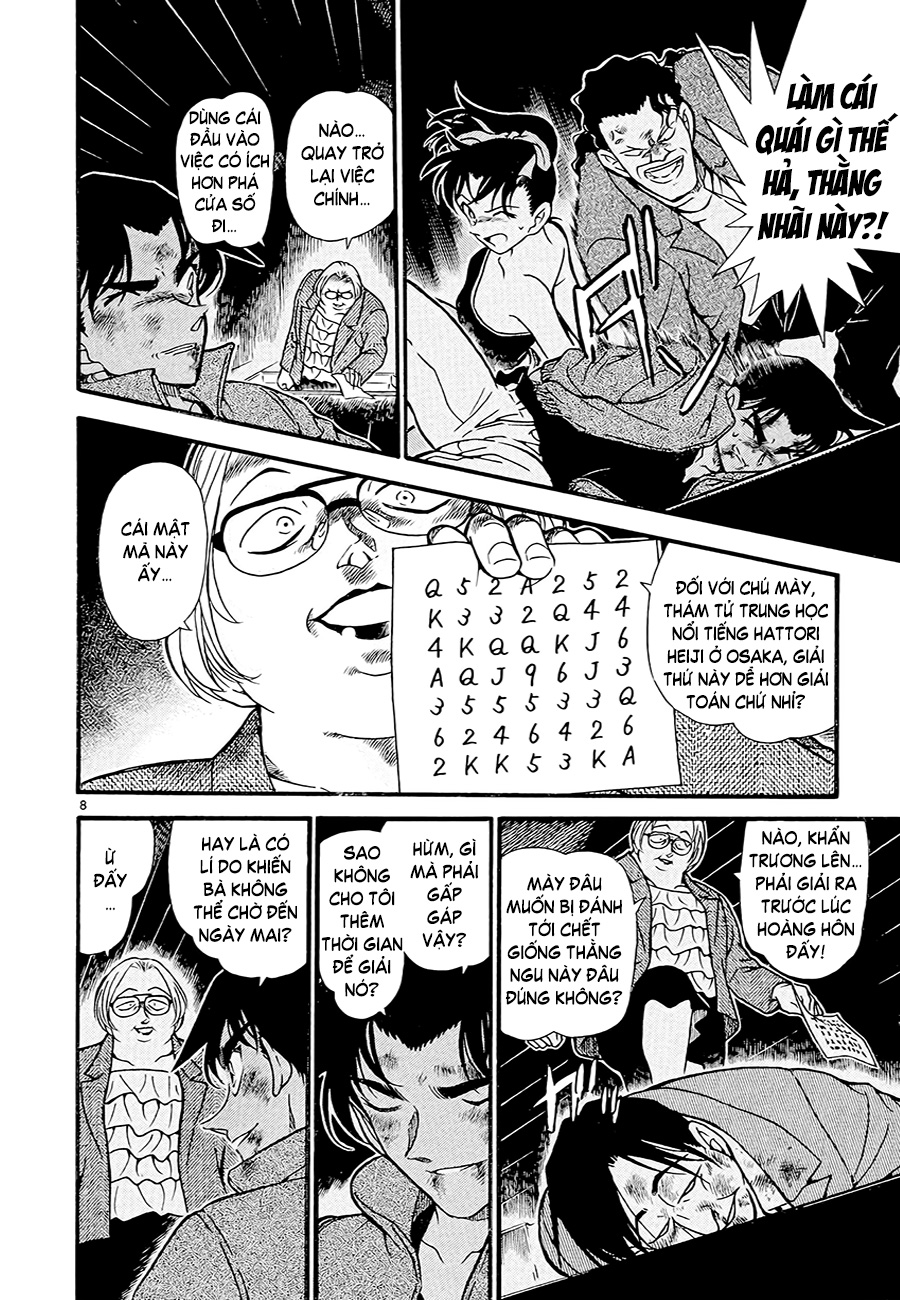 LÀM CÁI
QUÁI GÌ THẾ
HẢ, THẰNG
NHÃI NÀY?!
NÀO...
QUAY TRỞ
LẠI VIỆC
CHÍNH...
DÙNG CÁI
ĐẦU VÀO
VIỆC CÓ ÍCH
HƠN PHÁ
CỬA SỔ
ĐI...
ĐỐI VỚI CHÚ MÀY,
THÁM TỬ TRUNG HỌC
NỔI TIẾNG HATTORI
HEIJI Ở OSAKA, GIẢI
THỨ NÀY DỄ HƠN GIẢI
TOÁN CHỨ NHỈ?
Q 5 2 A 2 5 2
K 3 3 2 Q 4 4
4 K Q Q K J 6
A Q J 9 6 J 3
3 5 5 5 3 3 Q
6 2 4 6 4 2 6
2 K K 5 3 K A
CÁI MẬT
MÃ NÀY
ẤY...
8
NÀO, KHẨN
TRƯƠNG LÊN...
PHẢI GIẢI RA
TRƯỚC LÚC
HOÀNG HÔN
ĐẤY!
MÀY ĐÂU
MUỐN BỊ ĐÁNH
TỚI CHẾT
GIỐNG THẰNG
NGU NÀY ĐÂU
ĐÚNG KHÔNG?
HỪM, GÌ
MÀ PHẢI
GẤP
GÁP
VẬY?
SAO
KHÔNG
CHO TÔI
THÊM
THỜI GIAN
ĐỂ GIẢI
NÓ?
HAY LÀ CÓ
LÍ DO KHIẾN
BÀ KHÔNG
THỂ CHỜ ĐẾN
NGÀY MAI?
Ừ
ĐẤY
...